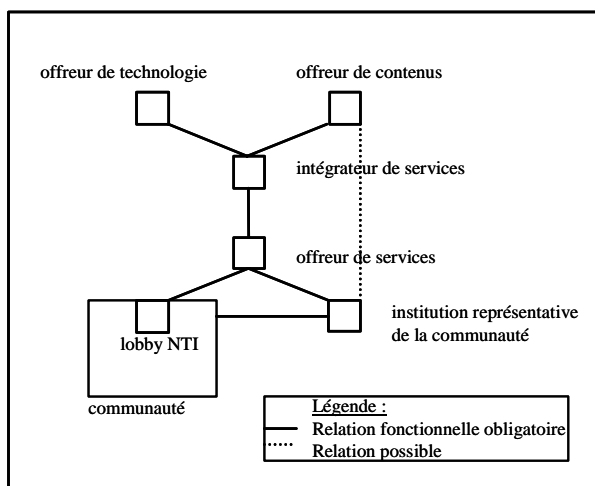 offreur de technologie
offreur de contenus
intégrateur de services
offreur de services
institution représentative
de la communauté
lobby NTI
communauté
Légende :
Relation fonctionnelle obligatoire
Relation possible